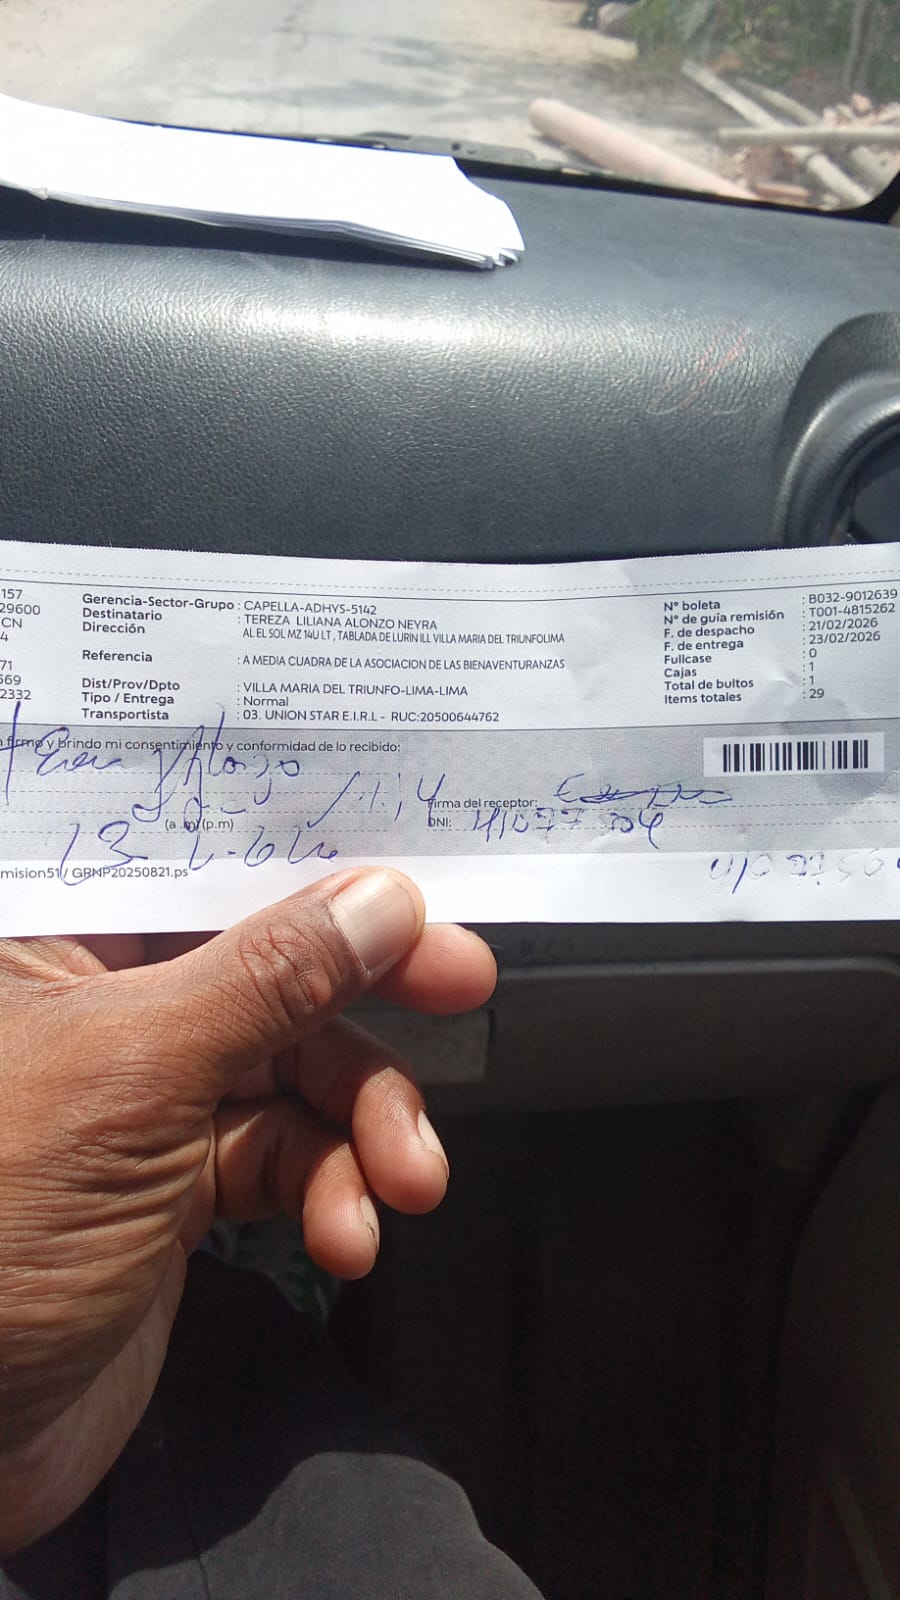 157
29600
CN
4
71
569
2332
Gerencia-Sector-Grupo : CAPELLA-ADHYS-5142
Destinatario : TEREZA LILIANA ALONZO NEYRA
Dirección AL EL SOL MZ 14U LT , TABLADA DE LURIN ILL VILLA MARIA DEL TRIUNFOLIMA
Referencia : A MEDIA CUADRA DE LA ASOCIACION DE LAS BIENAVENTURANZAS
Dist/Prov/Dpto : VILLA MARIA DEL TRIUNFO-LIMA-LIMA
Tipo / Entrega : Normal
Transportista : 03. UNION STAR E.I.R.L - RUC:20500644762
N° boleta : B032-9012639
N° de guía remisión : T001-4815262
F. de despacho : 21/02/2026
F. de entrega : 23/02/2026
Fullcase : 0
Cajas : 1
Total de bultos : 1
Items totales : 29
firmo y brindo mi consentimiento y conformidad de lo recibido:
Alonzo
Firma del receptor:
(a.m)(p.m)
DNI:
mision51/ GRNP20250821.ps